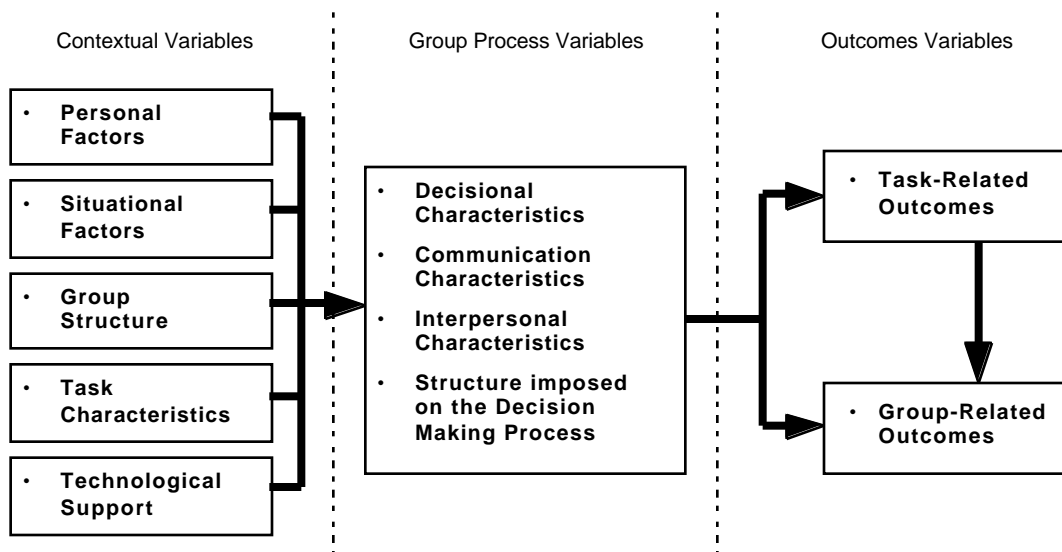 Contextual Variables
Group Process Variables
Outcomes Variables
• Personal
Factors
• Situational
Factors
• Group
Structure
• Task
Characteristics
• Technological
Support
• Decisional
Characteristics
• Communication
Characteristics
• Interpersonal
Characteristics
• Structure imposed
on the Decision
Making Process
• Task-Related
Outcomes
• Group-Related
Outcomes